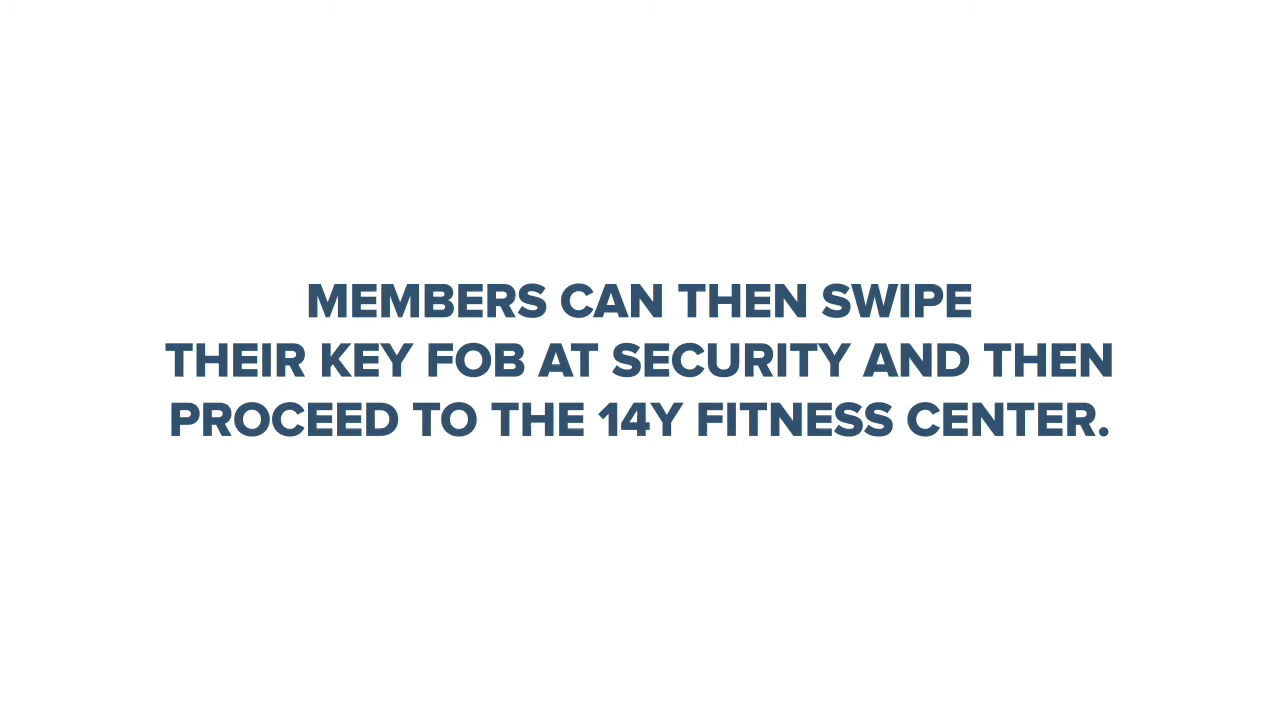 MEMBERS CAN THEN SWIPE
THEIR KEY FOB AT SECURITY AND THEN
PROCEED TO THE 14Y FITNESS CENTER.